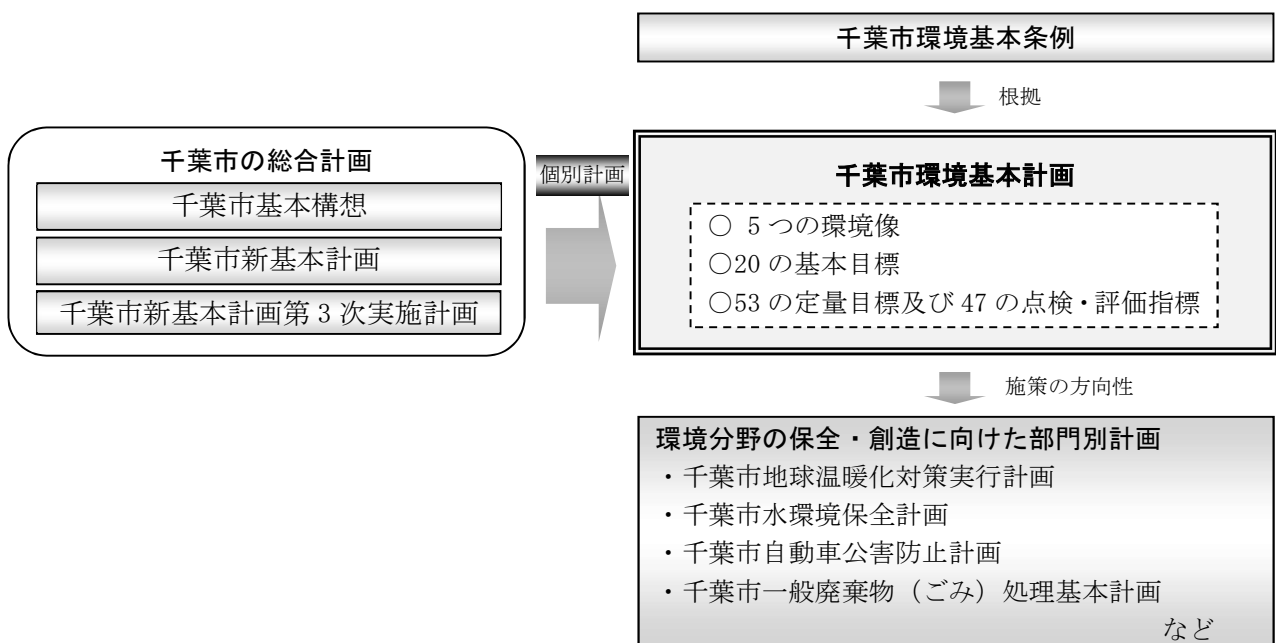 千葉市環境基本条例
根拠
千葉市の総合計画
千葉市基本構想
千葉市新基本計画
千葉市新基本計画第3次実施計画
個別計画
千葉市環境基本計画
○ 5つの環境像
○20の基本目標
○53の定量目標及び47の点検・評価指標
施策の方向性
環境分野の保全・創造に向けた部門別計画
・千葉市地球温暖化対策実行計画
・千葉市水環境保全計画
・千葉市自動車公害防止計画
・千葉市一般廃棄物（ごみ）処理基本計画
など